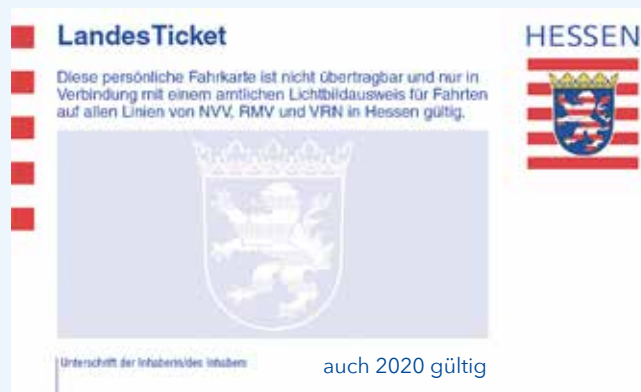 LandesTicket
HESSEN
Diese persönliche Fahrkarte ist nicht übertragbar und nur in
Verbindung mit einem amtlichen Lichtbildausweis für Fahrten
auf allen Linien von NVV, RMV und VRN in Hessen gültig.
Unterschrift der Inhaberin/des Inhabers
auch 2020 gültig